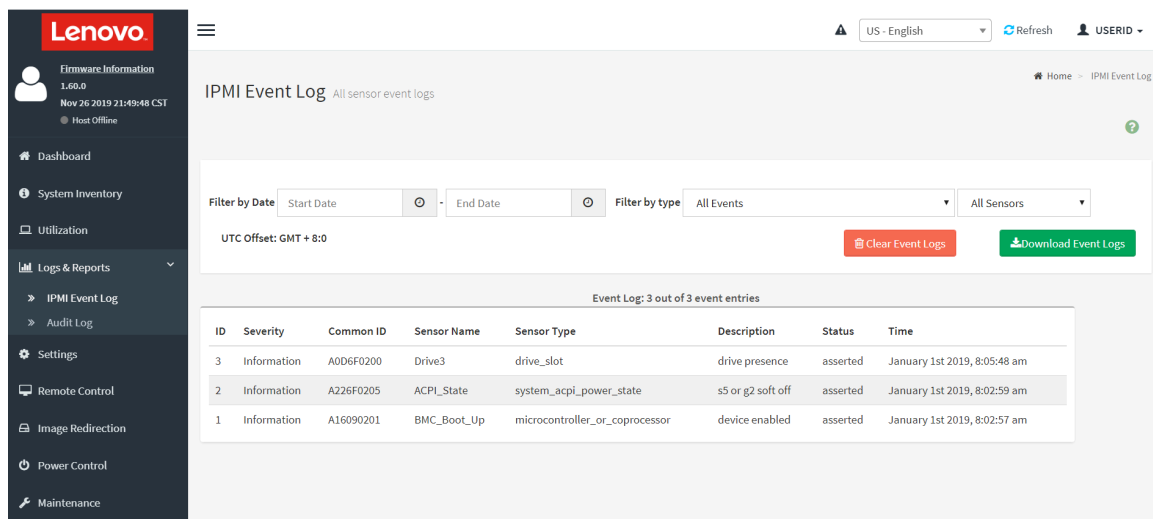 Lenovo
Firmware Information
1.60.0
Nov 26 2019 21:49:48 CST
Host Offline
Dashboard
System Inventory
Utilization
Logs & Reports
IPMI Event Log
Audit Log
Settings
Remote Control
Image Redirection
Power Control
Maintenance
US - English
Refresh
USERID
IPMI Event Log All sensor event logs
Home > IPMI Event Log
Filter by Date Start Date - End Date Filter by type All Events All Sensors
UTC Offset: GMT + 8:0
Clear Event Logs
Download Event Logs
Event Log: 3 out of 3 event entries
ID Severity Common ID Sensor Name Sensor Type Description Status Time
3 Information A0D6F0200 Drive3 drive_slot drive presence asserted January 1st 2019, 8:05:48 am
2 Information A226F0205 ACPI_State system_acpi_power_state s5 or g2 soft off asserted January 1st 2019, 8:02:59 am
1 Information A16090201 BMC_Boot_Up microcontroller_or_coprocessor device enabled asserted January 1st 2019, 8:02:57 am